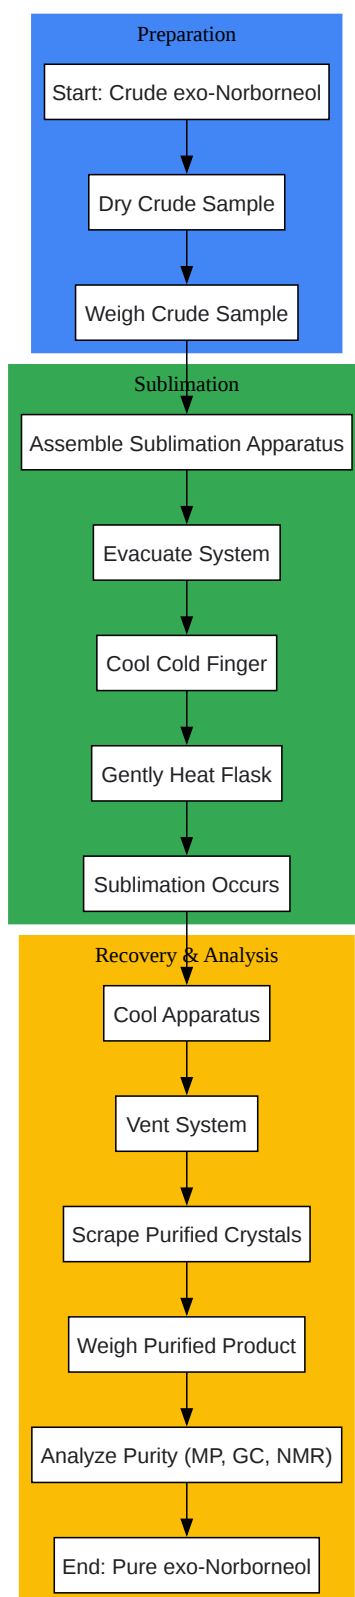 Preparation
Start: Crude exo-Norborneol
Dry Crude Sample
Weigh Crude Sample
Sublimation
Assemble Sublimation Apparatus
Evacuate System
Cool Cold Finger
Gently Heat Flask
Sublimation Occurs
Recovery & Analysis
Cool Apparatus
Vent System
Scrape Purified Crystals
Weigh Purified Product
Analyze Purity (MP, GC, NMR)
End: Pure exo-Norborneol